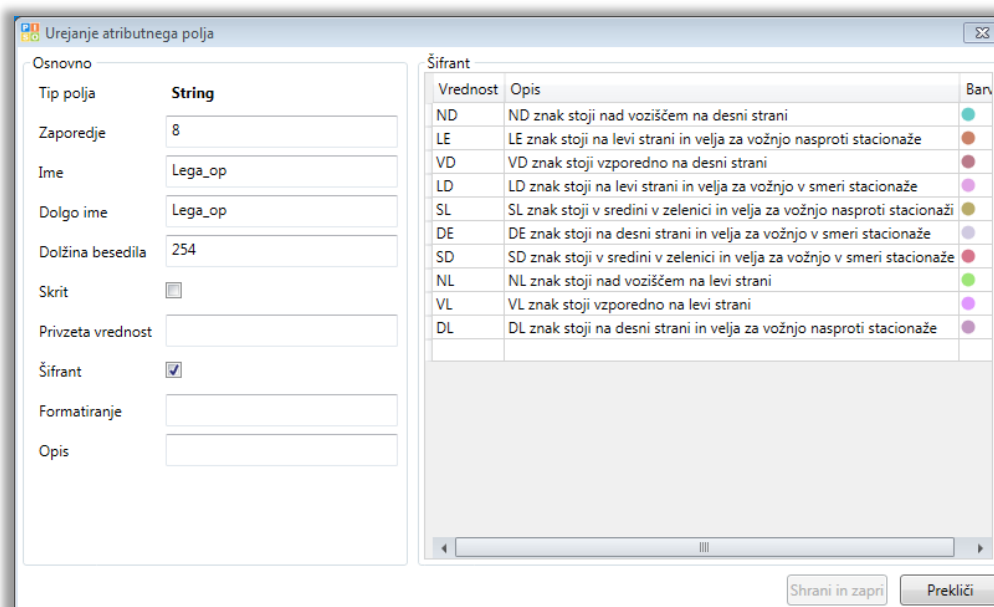 Urejanje atributnega polja
Osnovno
Tip polja String
Zaporedje 8
Ime Lega_op
Dolgo ime Lega_op
Dolžina besedila 254
Skrit
Privzeta vrednost
Šifrant
Formatiranje
Opis
Šifrant
Vrednost Opis
ND ND znak stoji nad voziščem na desni strani
LE LE znak stoji na levi strani in velja za vožnjo nasproti stacionaže
VD VD znak stoji vzporedno na desni strani
LD LD znak stoji na levi strani in velja za vožnjo v smeri stacionaže
SL SL znak stoji v sredini v zelenici in velja za vožnjo nasproti stacionaži
DE DE znak stoji na desni strani in velja za vožnjo v smeri stacionaže
SD SD znak stoji v sredini v zelenici in velja za vožnjo v smeri stacionaže
NL NL znak stoji nad voziščem na levi strani
VL VL znak stoji vzporedno na levi strani
DL DL znak stoji na desni strani in velja za vožnjo nasproti stacionaže
Shrani in zapri Prekliči